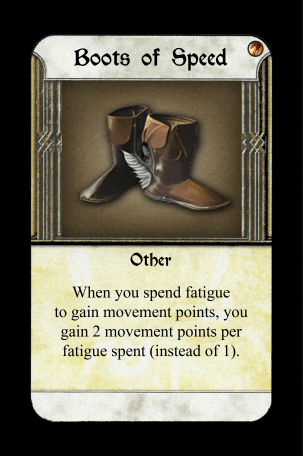 Boots of Speed
Other
When you spend fatigue
to gain movement points, you
gain 2 movement points per
fatigue spent (instead of 1).